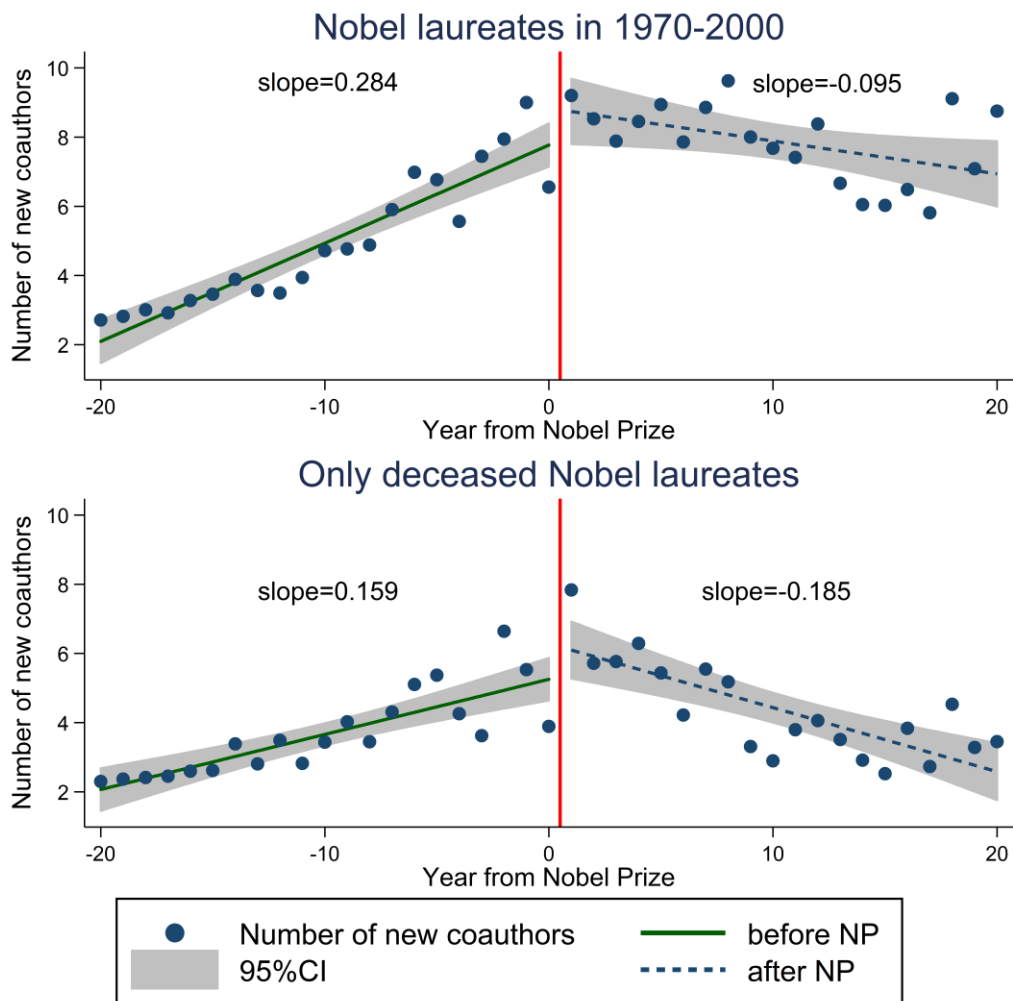 Nobel laureates in 1970-2000
Number of new coauthors
10
8
6
4
2
slope=0.284
slope=-0.095
-20
-10
0
10
20
Year from Nobel Prize
Only deceased Nobel laureates
Number of new coauthors
10
8
6
4
2
slope=0.159
slope=-0.185
-20
-10
0
10
20
Year from Nobel Prize
Number of new coauthors
before NP
95%CI
after NP